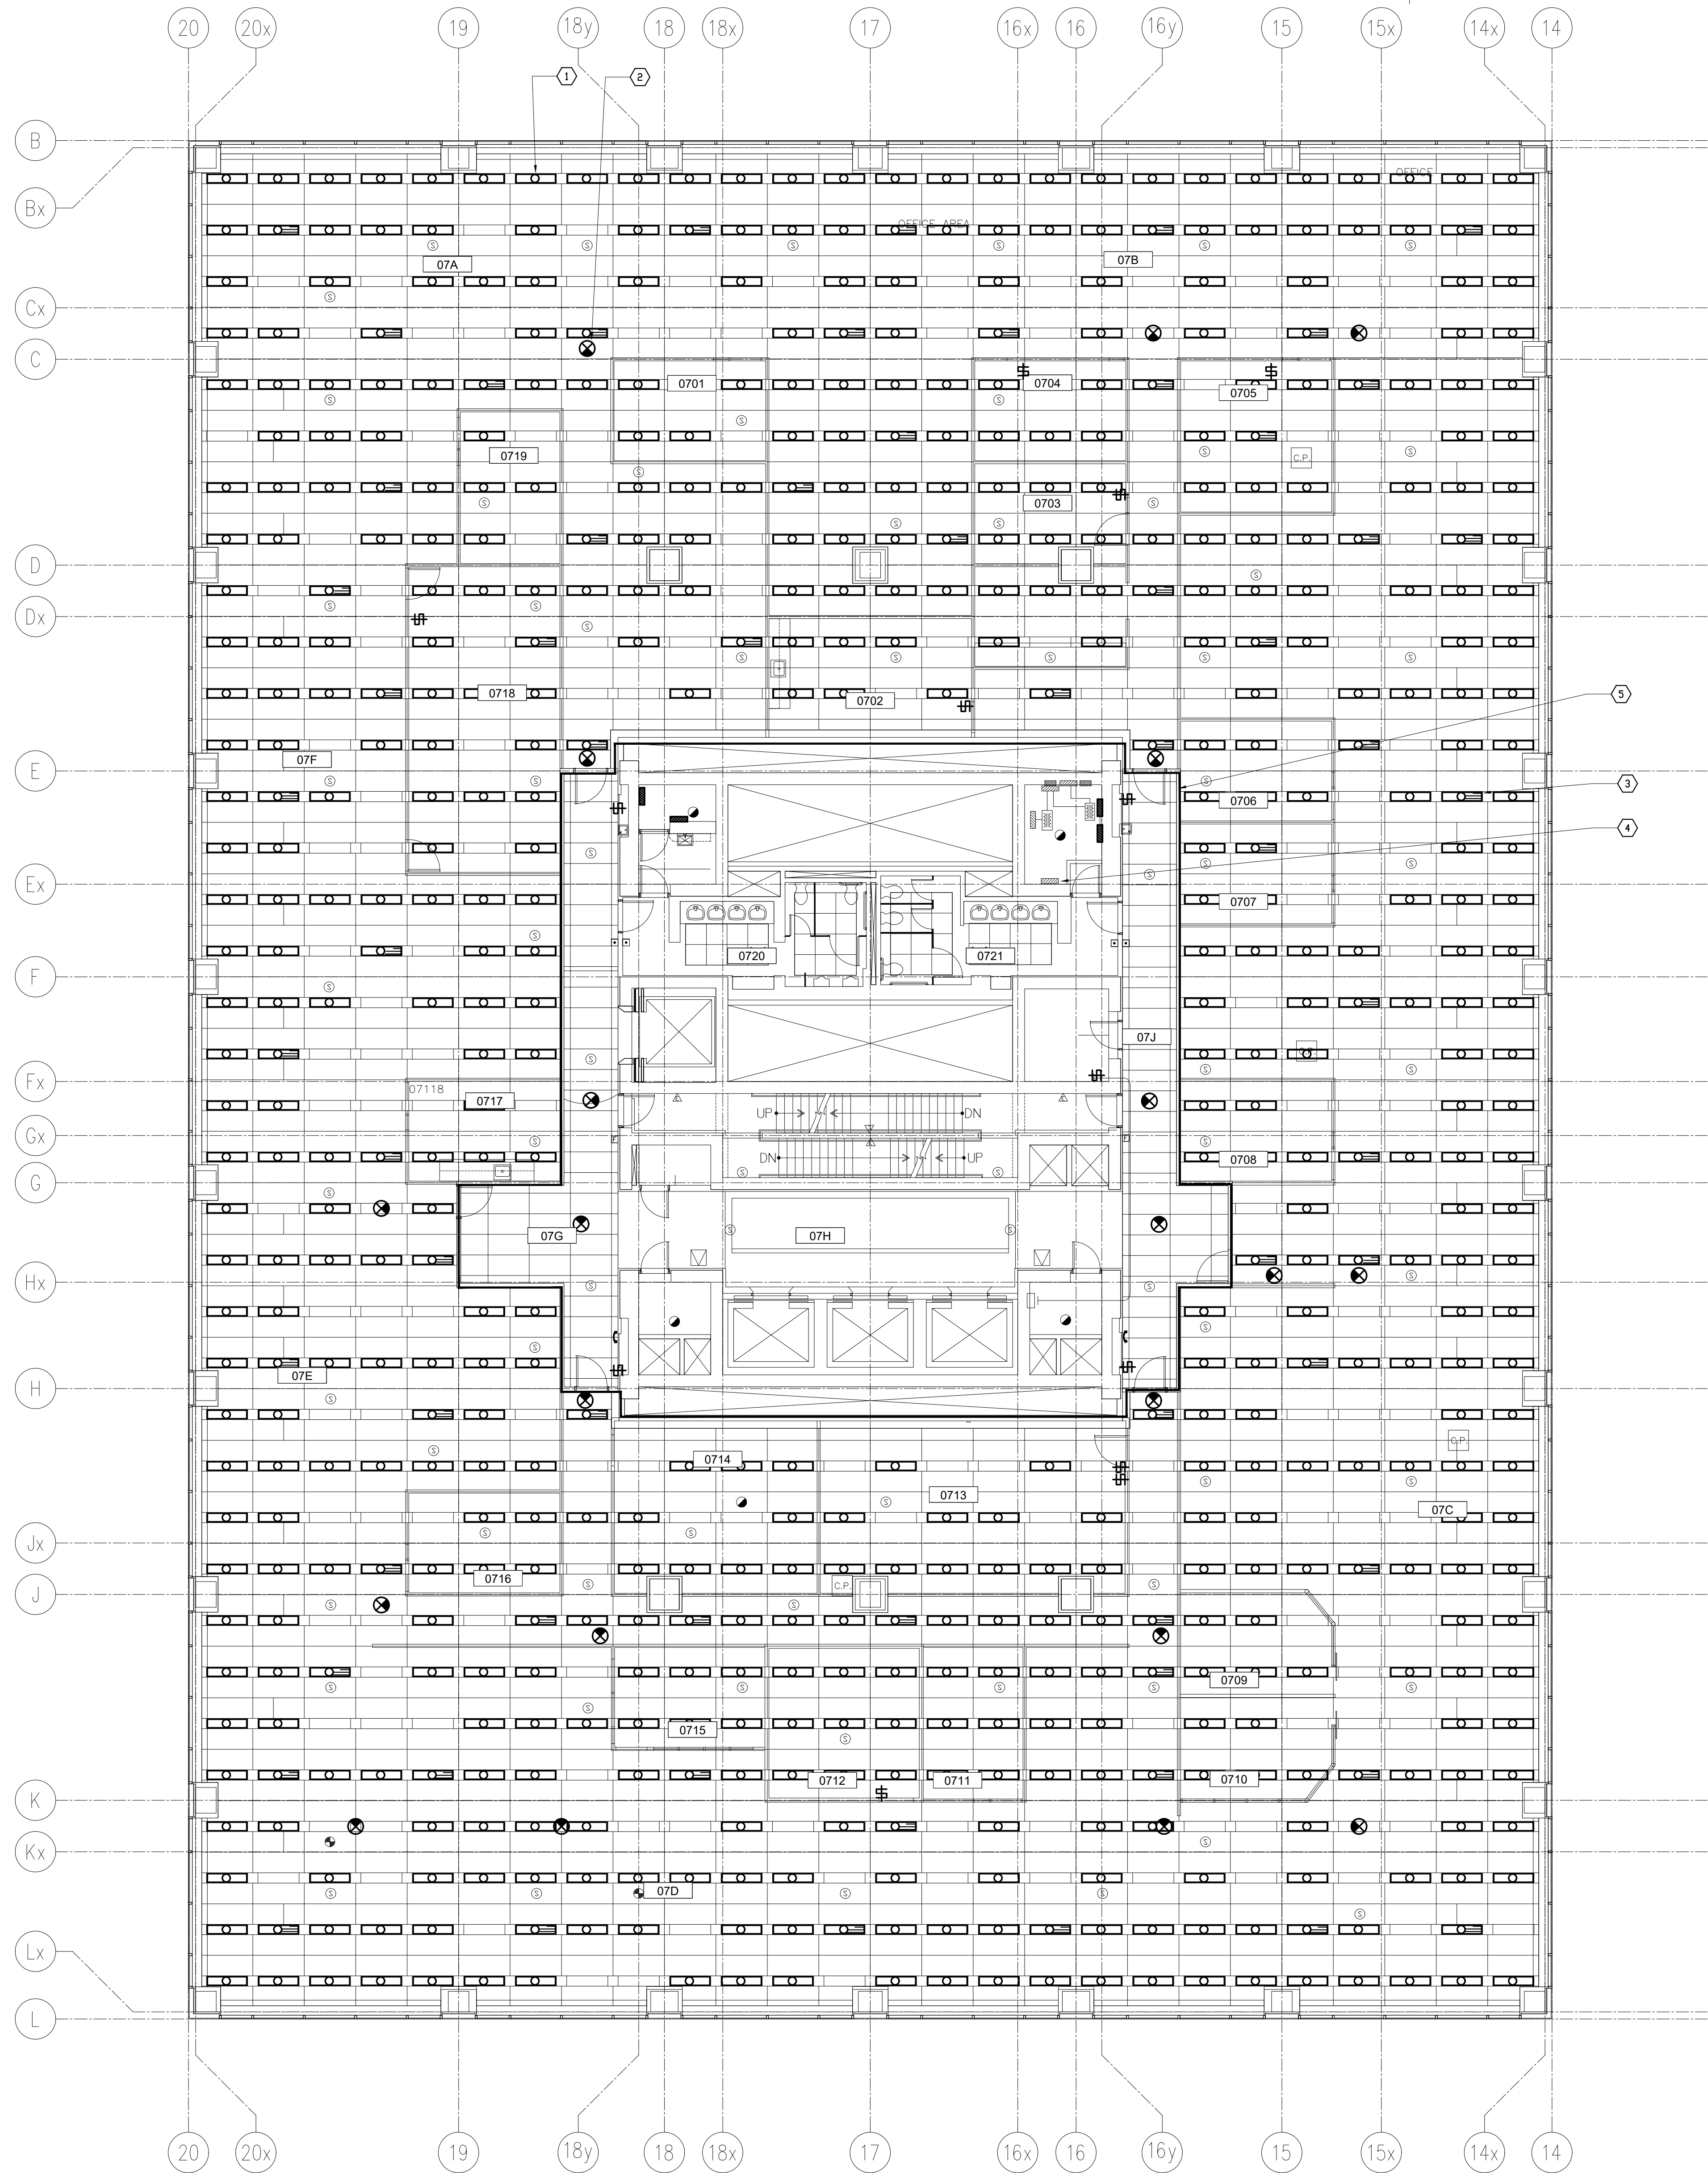 20 20x 19 18y 18 18x 17 16x 16 16y 15 15x 14x 14
1 2
B
Bx
OFFICE
OFFICE AREA
07A 07B
Cx
C
0701 0704 0705
0719 C.P.
0703
D
Dx
0718 0702
5
07F
E
0706 3
4
Ex
0707
0720 0721
F
07J
Fx
07118
0717
UP DN
Gx
DN UP
0708
G
07G 07H
Hx
07E
H
C.P.
0714
0713
07C
Jx
0716
C.P.
J
0709
0715
0712 0711 0710
K
Kx
07D
Lx
L
20 20x 19 18y 18 18x 17 16x 16 16y 15 15x 14x 14